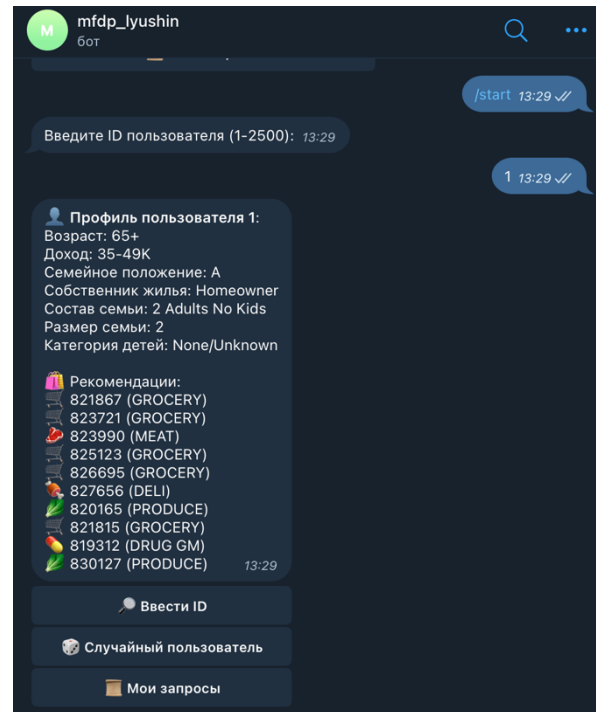 M
mfdp_lyushin
бот
/start 13:29
Введите ID пользователя (1-2500): 13:29
1 13:29
Профиль пользователя 1:
Возраст: 65+
Доход: 35-49K
Семейное положение: A
Собственник жилья: Homeowner
Состав семьи: 2 Adults No Kids
Размер семьи: 2
Категория детей: None/Unknown
Рекомендации:
821867 (GROCERY)
823721 (GROCERY)
823990 (MEAT)
825123 (GROCERY)
826695 (GROCERY)
827656 (DELI)
820165 (PRODUCE)
821815 (GROCERY)
819312 (DRUG GM)
830127 (PRODUCE) 13:29
Ввести ID
Случайный пользователь
Мои запросы